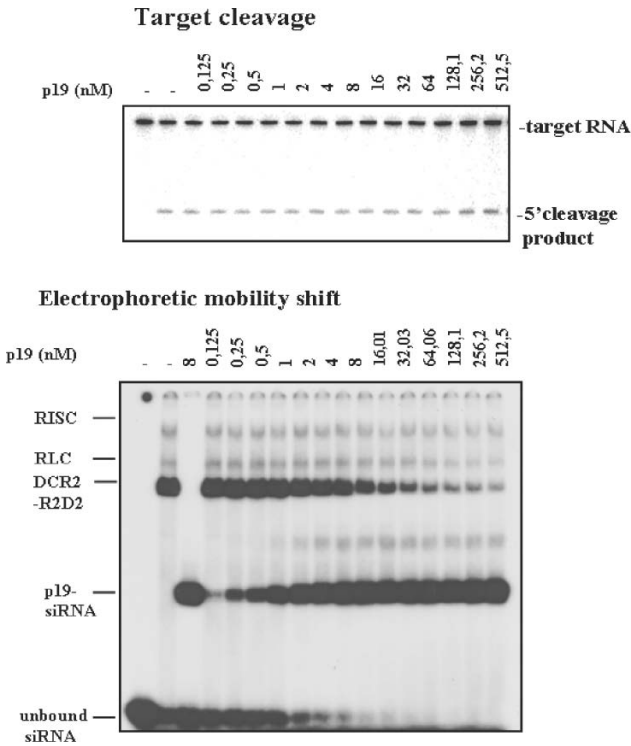 Target cleavage
p19 (nM) - - 0,125 0,25 0,5 1 2 4 8 16 32 64 128,1 256,2 512,5
-target RNA
-5'cleavage
product
Electrophoretic mobility shift
p19 (nM) - - 8 0,125 0,25 0,5 1 2 4 8 16,01 32,03 64,06 128,1 256,2 512,5
RISC
RLC
DCR2
-R2D2
p19-
siRNA
unbound
siRNA